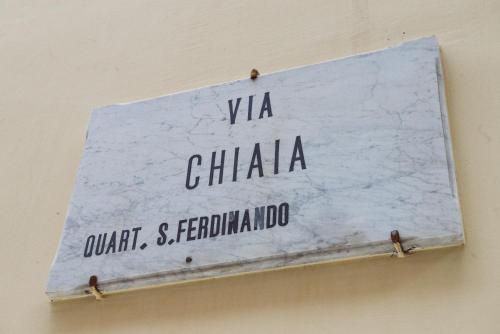 VIA
CHIAIA
QUART. S. FERDINANDO